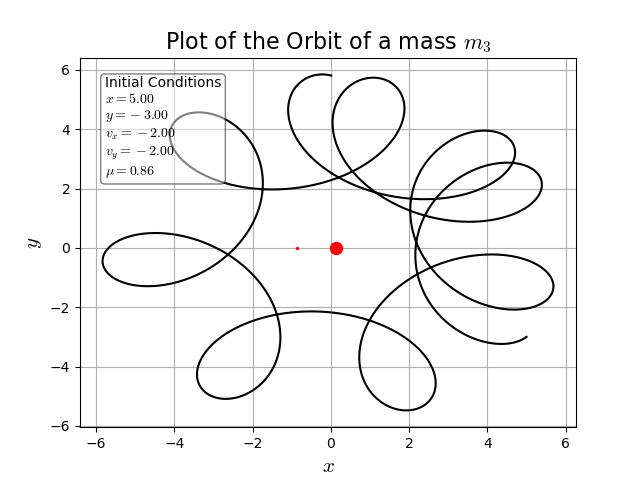 Plot of the Orbit of a mass m₃
Initial Conditions
x = 5.00
y = − 3.00
vₓ = − 2.00
v_y = − 2.00
μ = 0.86
6
4
2
0
−2
−4
−6
y
−6 −4 −2 0 2 4 6
x